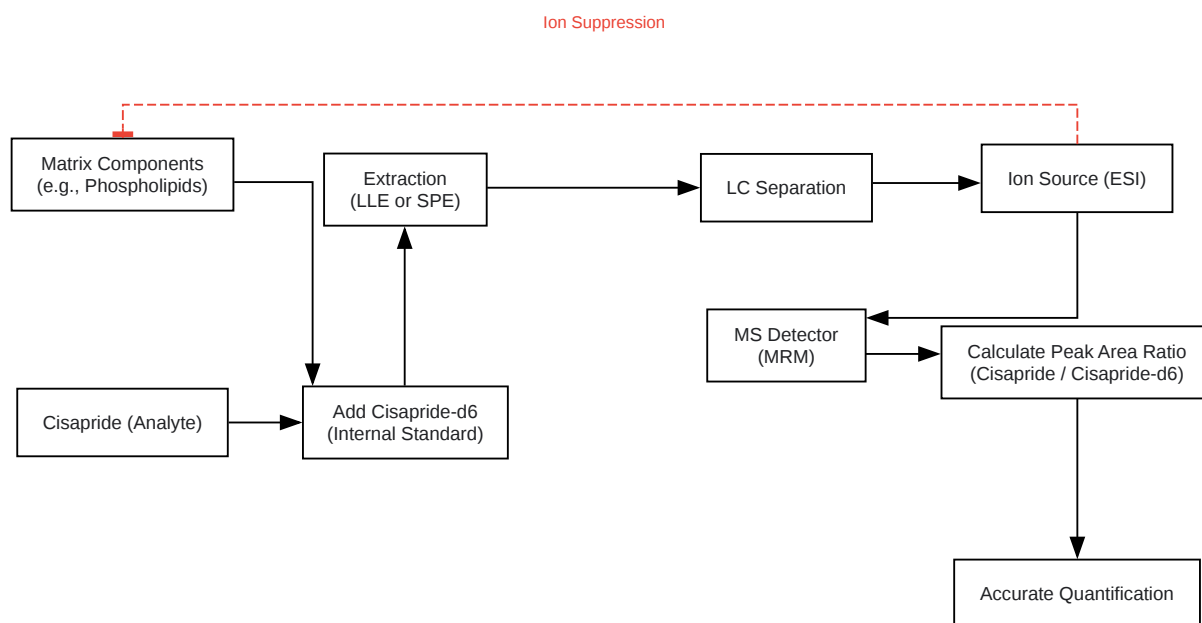 Ion Suppression
Matrix Components
(e.g., Phospholipids)
Extraction
(LLE or SPE)
LC Separation
Ion Source (ESI)
MS Detector
(MRM)
Calculate Peak Area Ratio
(Cisapride / Cisapride-d6)
Cisapride (Analyte)
Add Cisapride-d6
(Internal Standard)
Accurate Quantification